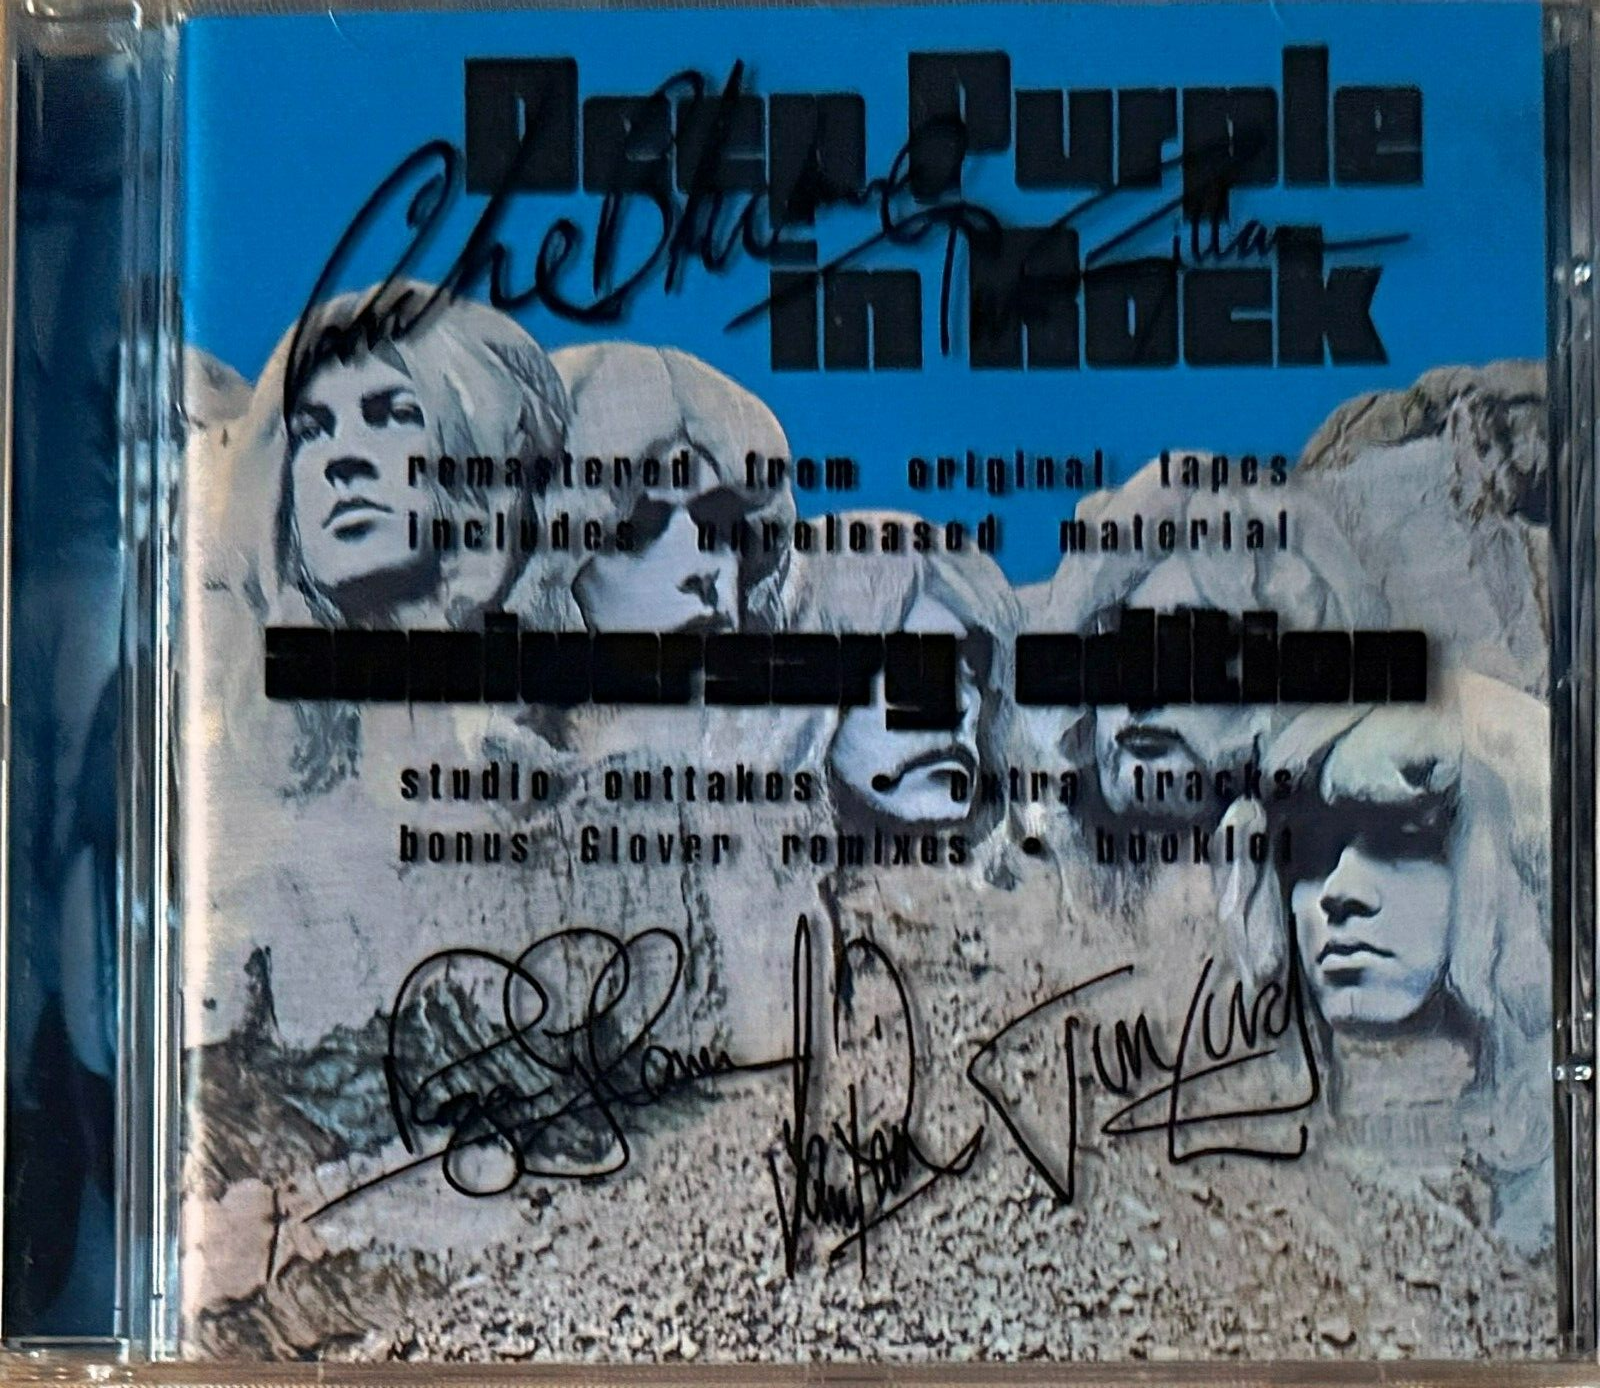 Deep Purple
in Rock
remastered from original tapes
includes unreleased material
anniversary edition
studio outtakes • extra tracks
bonus Glover remixes • booklet